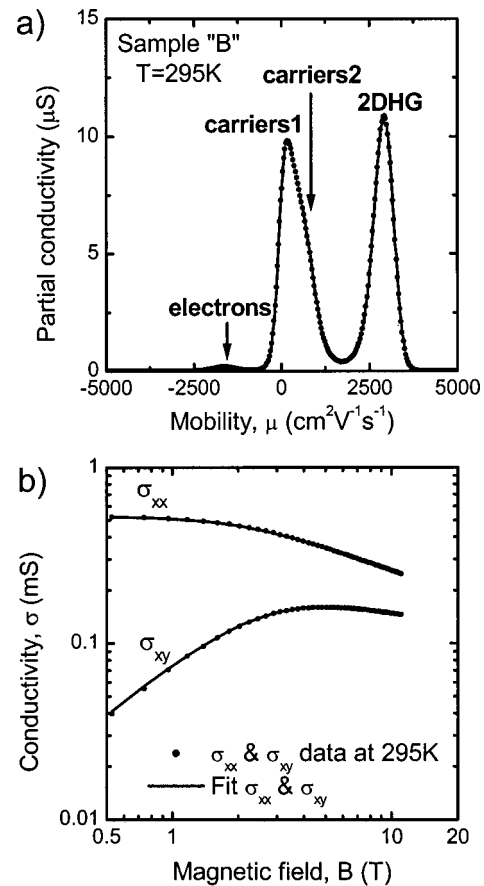 a)
15
Sample "B"
T=295K
carriers2
carriers1
2DHG
10
5
electrons
0
-5000 -2500 0 2500 5000
Partial conductivity (μS)
Mobility, μ (cm²V⁻¹s⁻¹)
b)
1
σxx
0.1
σxy
σxx & σxy data at 295K
Fit σxx & σxy
0.01
0.5 1 10 20
Conductivity, σ (mS)
Magnetic field, B (T)